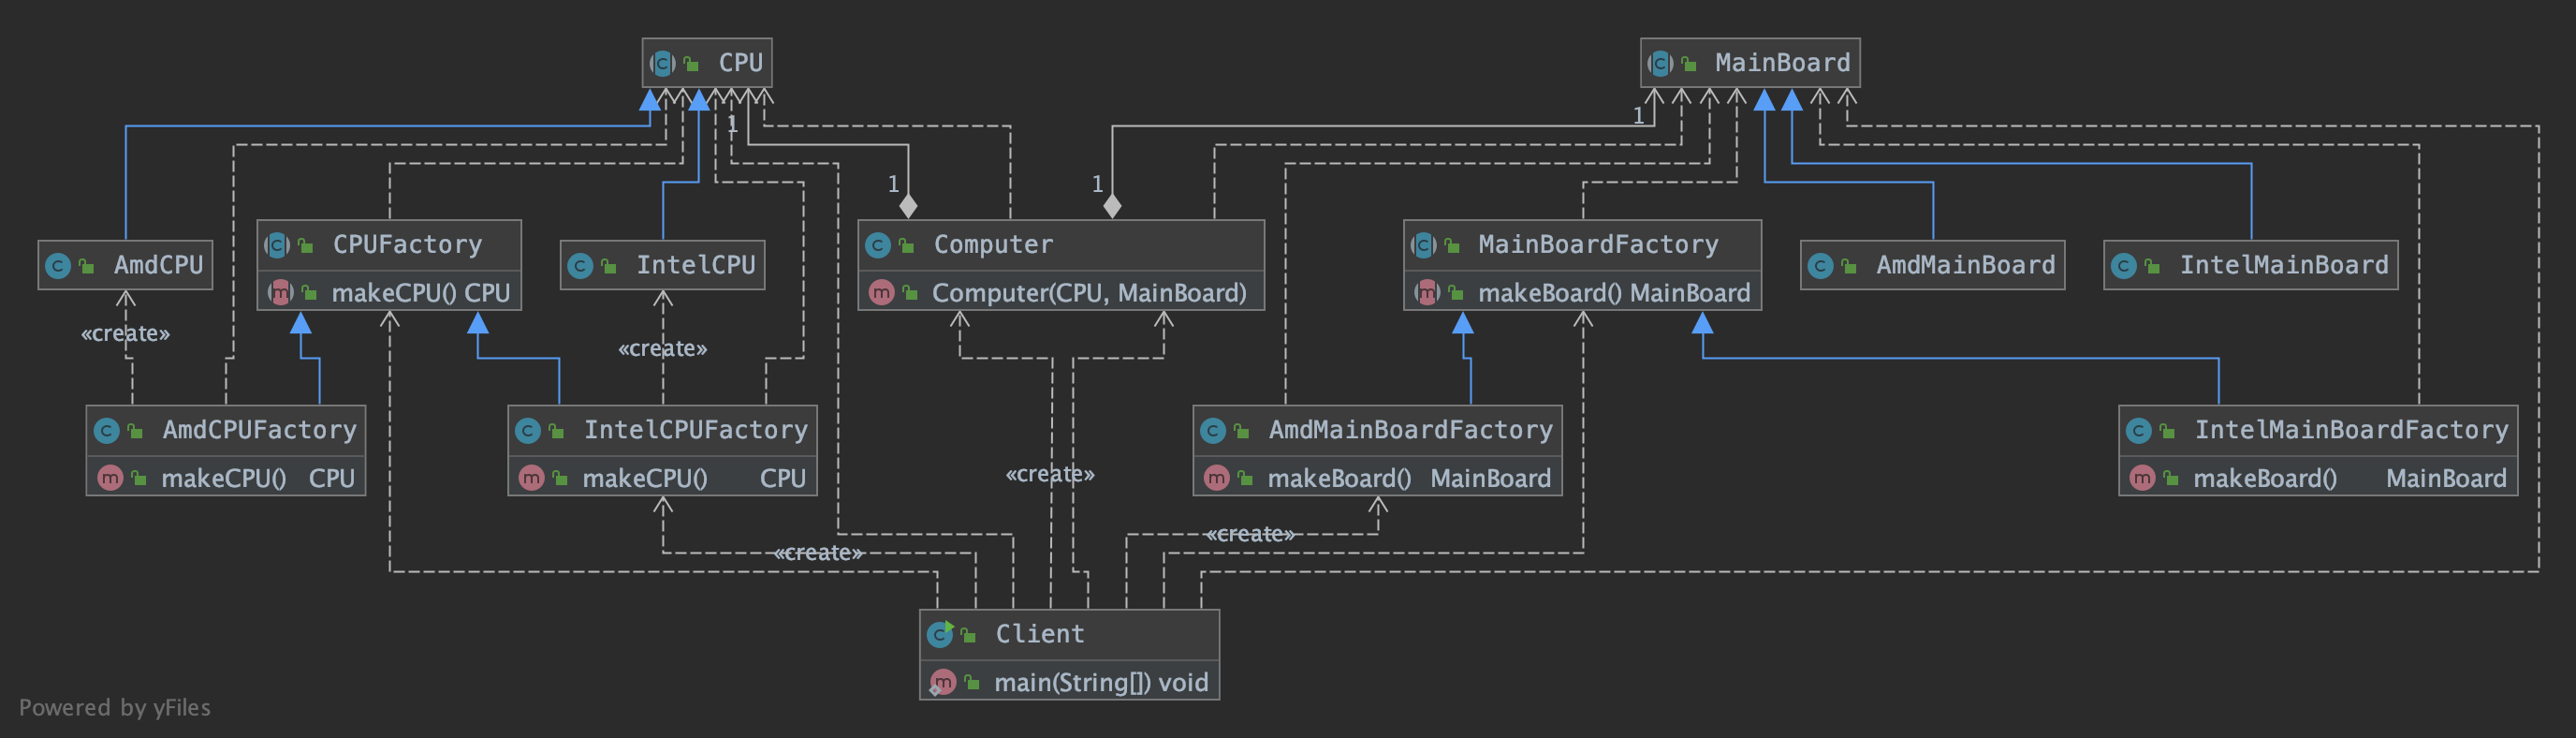 CPU
MainBoard
1
1
1
1
AmdCPU
CPUFactory
makeCPU() CPU
IntelCPU
Computer
Computer(CPU, MainBoard)
MainBoardFactory
makeBoard() MainBoard
AmdMainBoard
IntelMainBoard
«create»
«create»
AmdCPUFactory
makeCPU() CPU
IntelCPUFactory
makeCPU() CPU
«create»
AmdMainBoardFactory
makeBoard() MainBoard
IntelMainBoardFactory
makeBoard() MainBoard
«create»
«create»
Client
main(String[]) void
Powered by yFiles